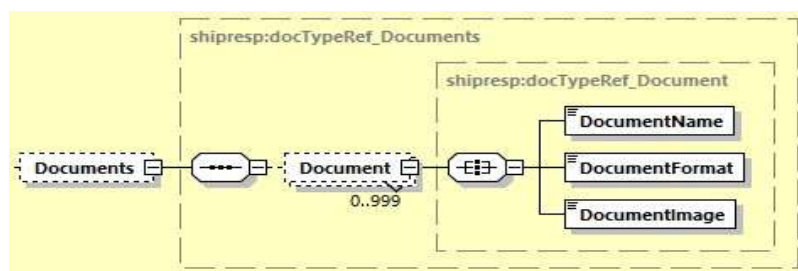 shipresp:docTypeRef_Documents
shipresp:docTypeRef_Document
DocumentName
Documents
Document
DocumentFormat
0..999
DocumentImage